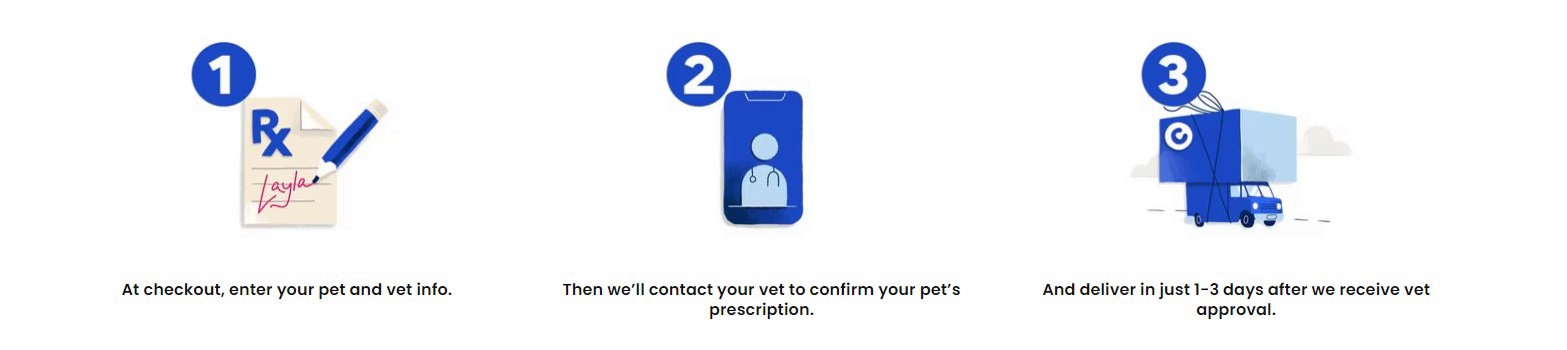 1
Rx
Layla
At checkout, enter your pet and vet info.
2
Then we’ll contact your vet to confirm your pet’s
prescription.
3
And deliver in just 1-3 days after we receive vet
approval.